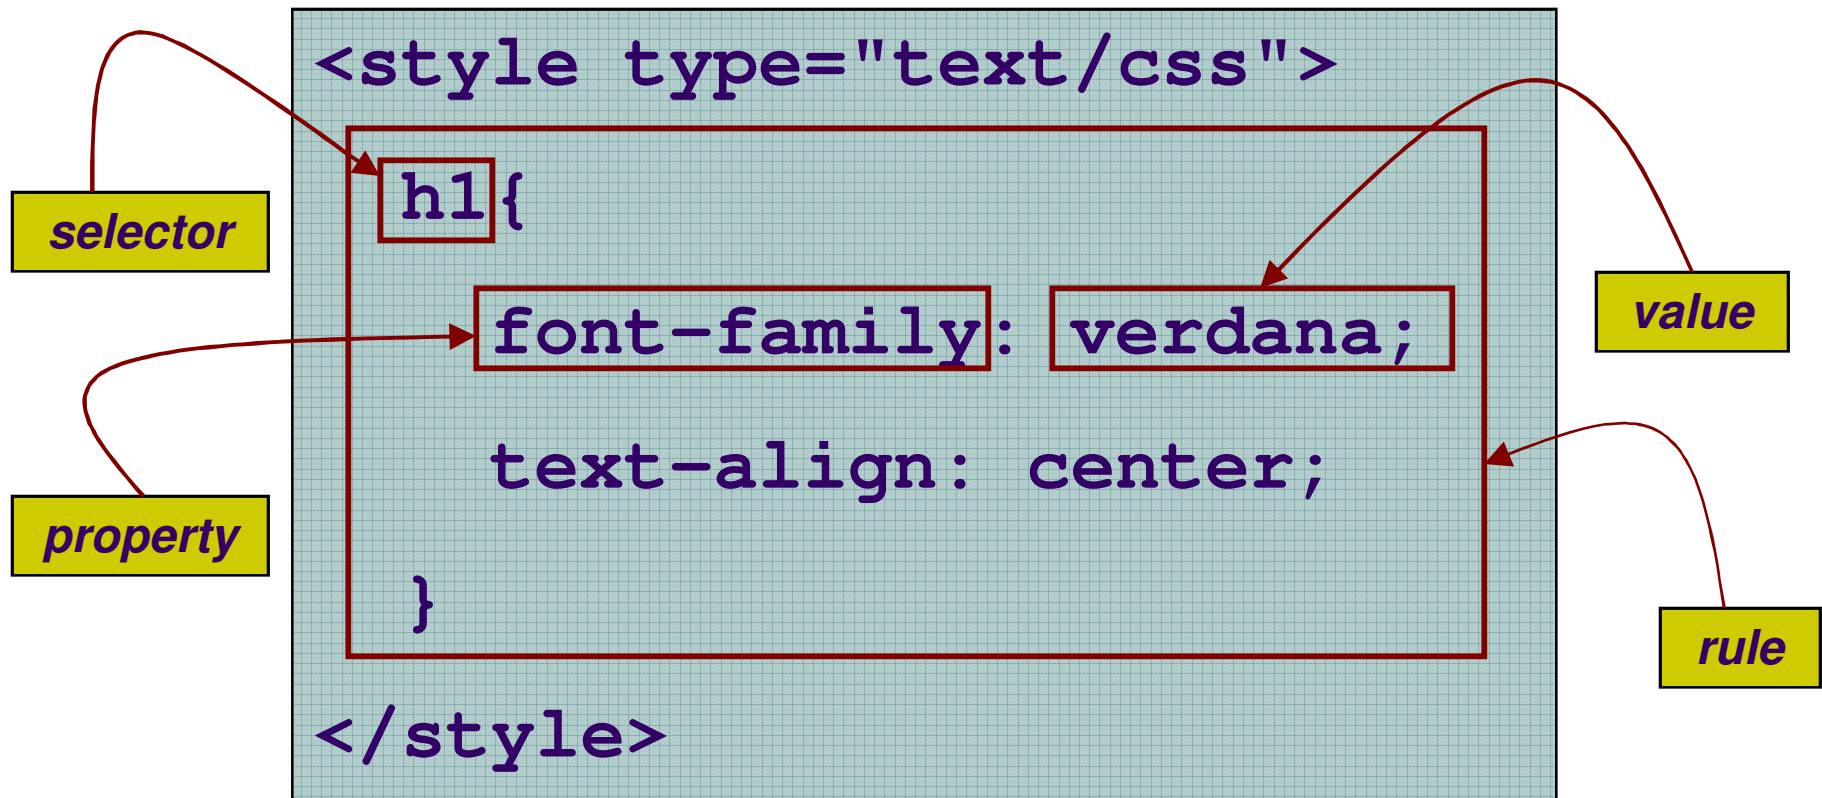 <style type="text/css">
h1{
selector
font-family: verdana;
value
text-align: center;
property
}
rule
</style>